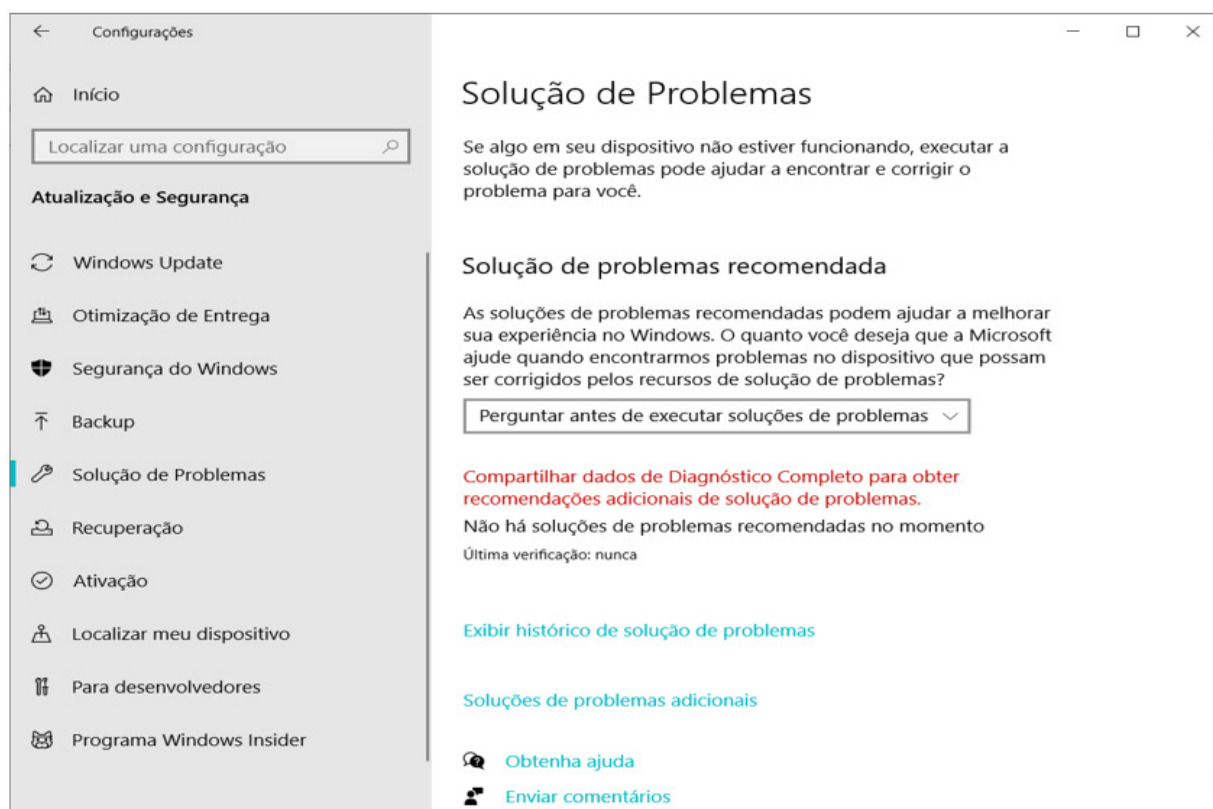 Configurações
Início
Localizar uma configuração
Atualização e Segurança
Windows Update
Otimização de Entrega
Segurança do Windows
Backup
Solução de Problemas
Recuperação
Ativação
Localizar meu dispositivo
Para desenvolvedores
Programa Windows Insider
Solução de Problemas
Se algo em seu dispositivo não estiver funcionando, executar a
solução de problemas pode ajudar a encontrar e corrigir o
problema para você.
Solução de problemas recomendada
As soluções de problemas recomendadas podem ajudar a melhorar
sua experiência no Windows. O quanto você deseja que a Microsoft
ajude quando encontrarmos problemas no dispositivo que possam
ser corrigidos pelos recursos de solução de problemas?
Perguntar antes de executar soluções de problemas
Compartilhar dados de Diagnóstico Completo para obter
recomendações adicionais de solução de problemas.
Não há soluções de problemas recomendadas no momento
Última verificação: nunca
Exibir histórico de solução de problemas
Soluções de problemas adicionais
Obtenha ajuda
Enviar comentários